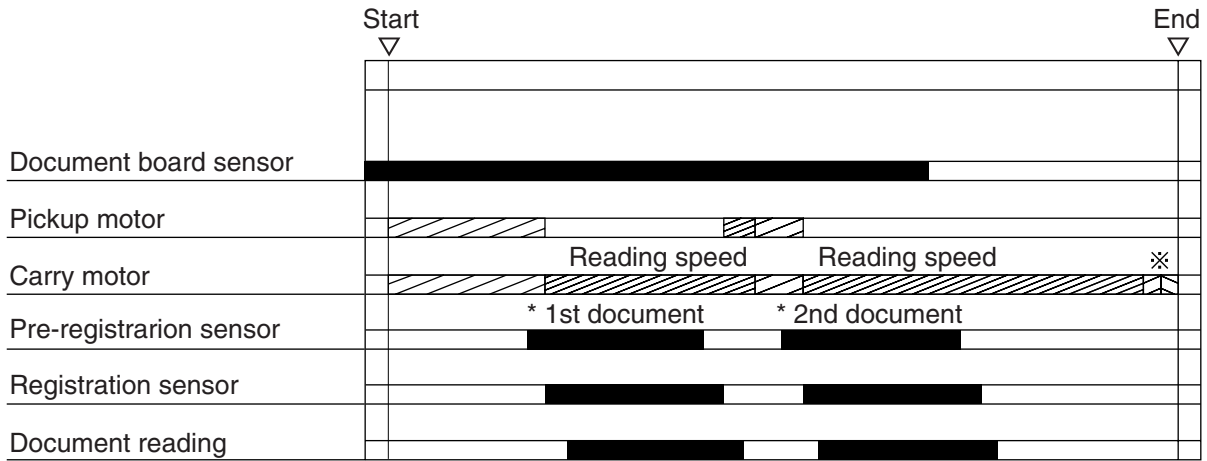 Start End
Document board sensor
Pickup motor
Reading speed Reading speed ※
Carry motor
* 1st document * 2nd document
Pre-registrarion sensor
Registration sensor
Document reading